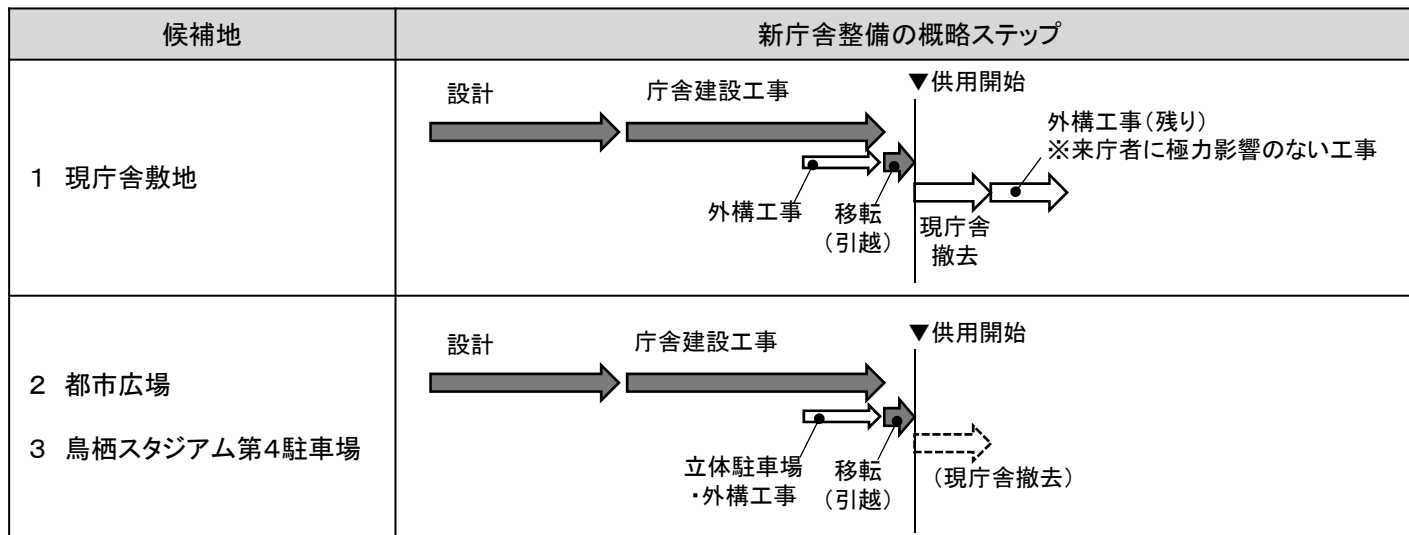 候補地
新庁舎整備の概略ステップ
1 現庁舎敷地
設計
庁舎建設工事
▼供用開始
外構工事(残り)
※来庁者に極力影響のない工事
外構工事
移転
(引越)
現庁舎
撤去
2 都市広場
3 鳥栖スタジアム第4駐車場
設計
庁舎建設工事
▼供用開始
立体駐車場
・外構工事
移転
(引越)
(現庁舎撤去)